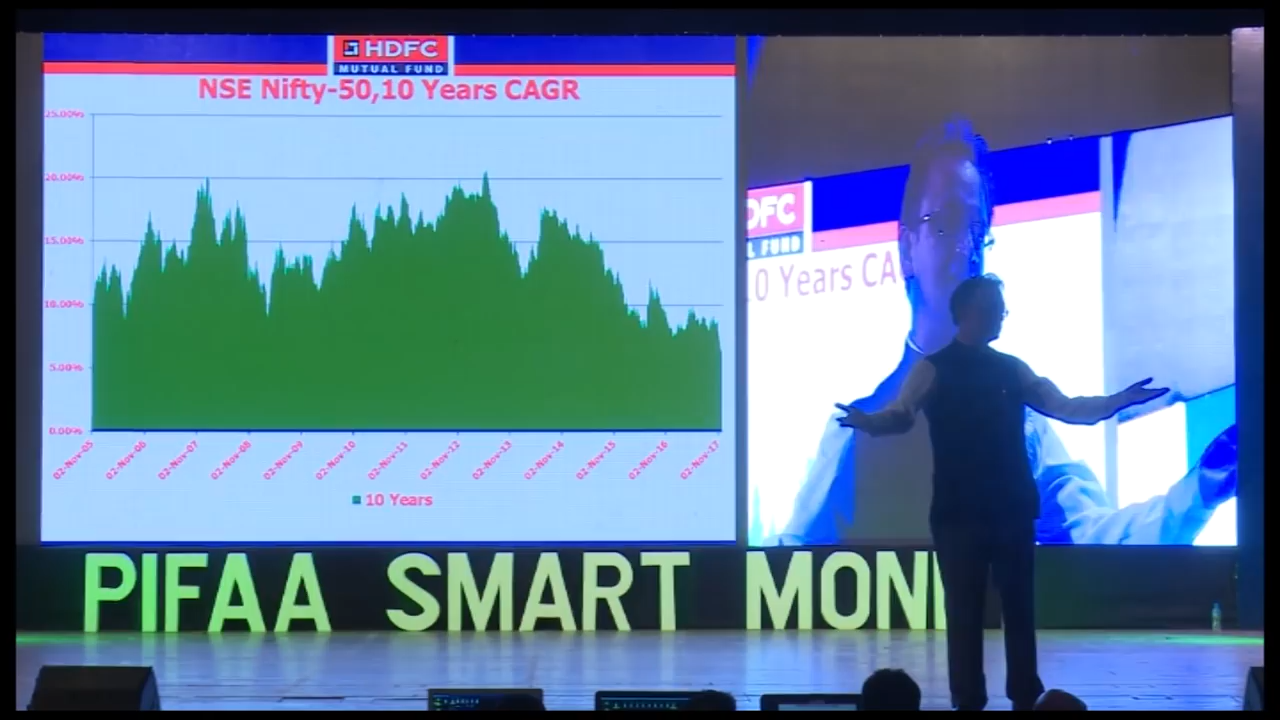 HDFC
MUTUAL FUND
NSE Nifty-50,10 Years CAGR
25.00%
20.00%
15.00%
10.00%
5.00%
0.00%
02-Nov-05
02-Nov-06
02-Nov-07
02-Nov-08
02-Nov-09
02-Nov-10
02-Nov-11
02-Nov-12
02-Nov-13
02-Nov-14
02-Nov-15
02-Nov-16
02-Nov-17
10 Years
DFC
L FUND
10 Years CA
PIFAA SMART MON